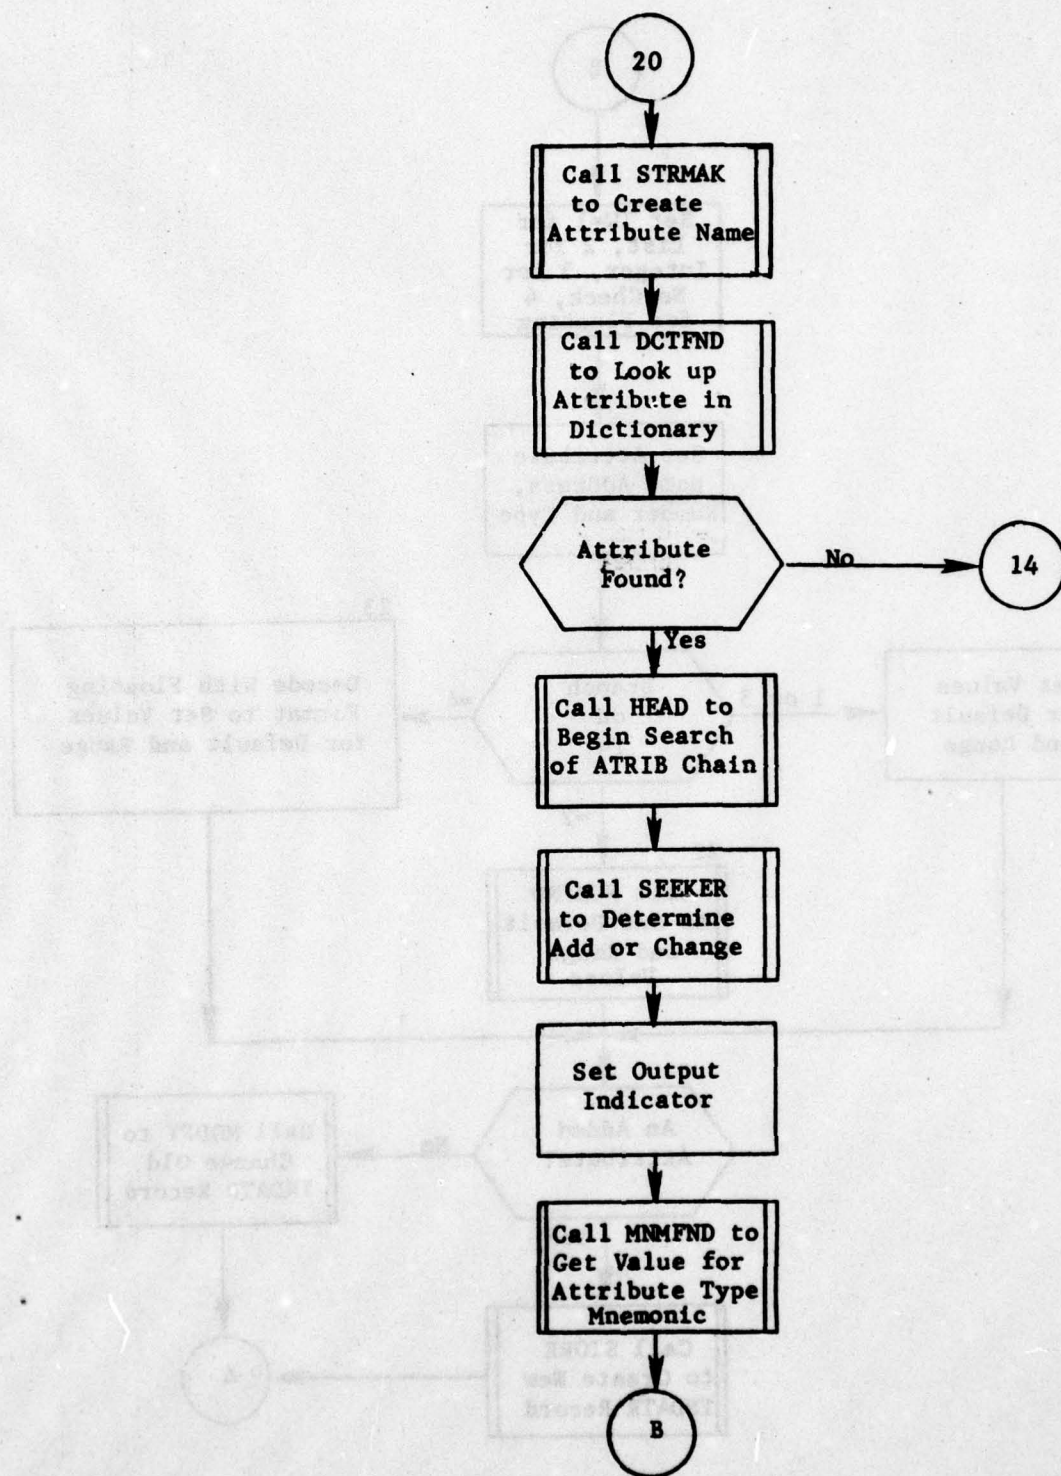 20
Call STRMAK
to Create
Attribute Name
Call DCTFND
to Look up
Attribute in
Dictionary
Attribute
Found?
No
14
Yes
Call HEAD to
Begin Search
of ATRIB Chain
Call SEEKER
to Determine
Add or Change
Set Output
Indicator
Call MNMFND to
Get Value for
Attribute Type
Mnemonic
B